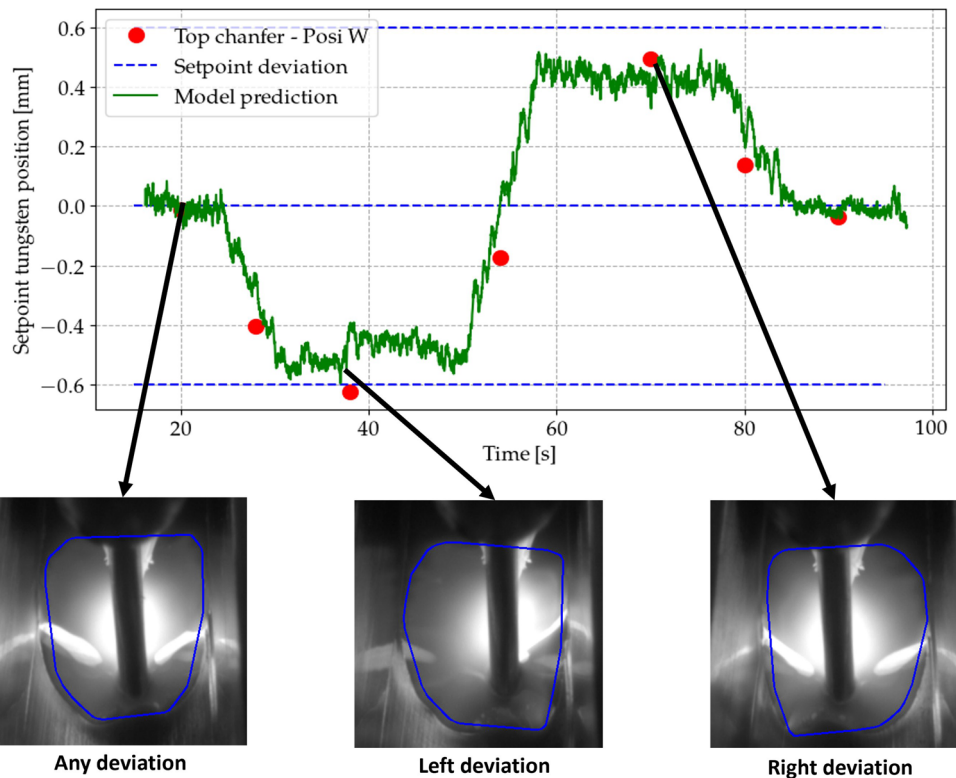 0.6
0.4
0.2
0.0
−0.2
−0.4
−0.6
Setpoint tungsten position [mm]
Top chanfer - Posi W
Setpoint deviation
Model prediction
20
40
60
80
100
Time [s]
Any deviation
Left deviation
Right deviation